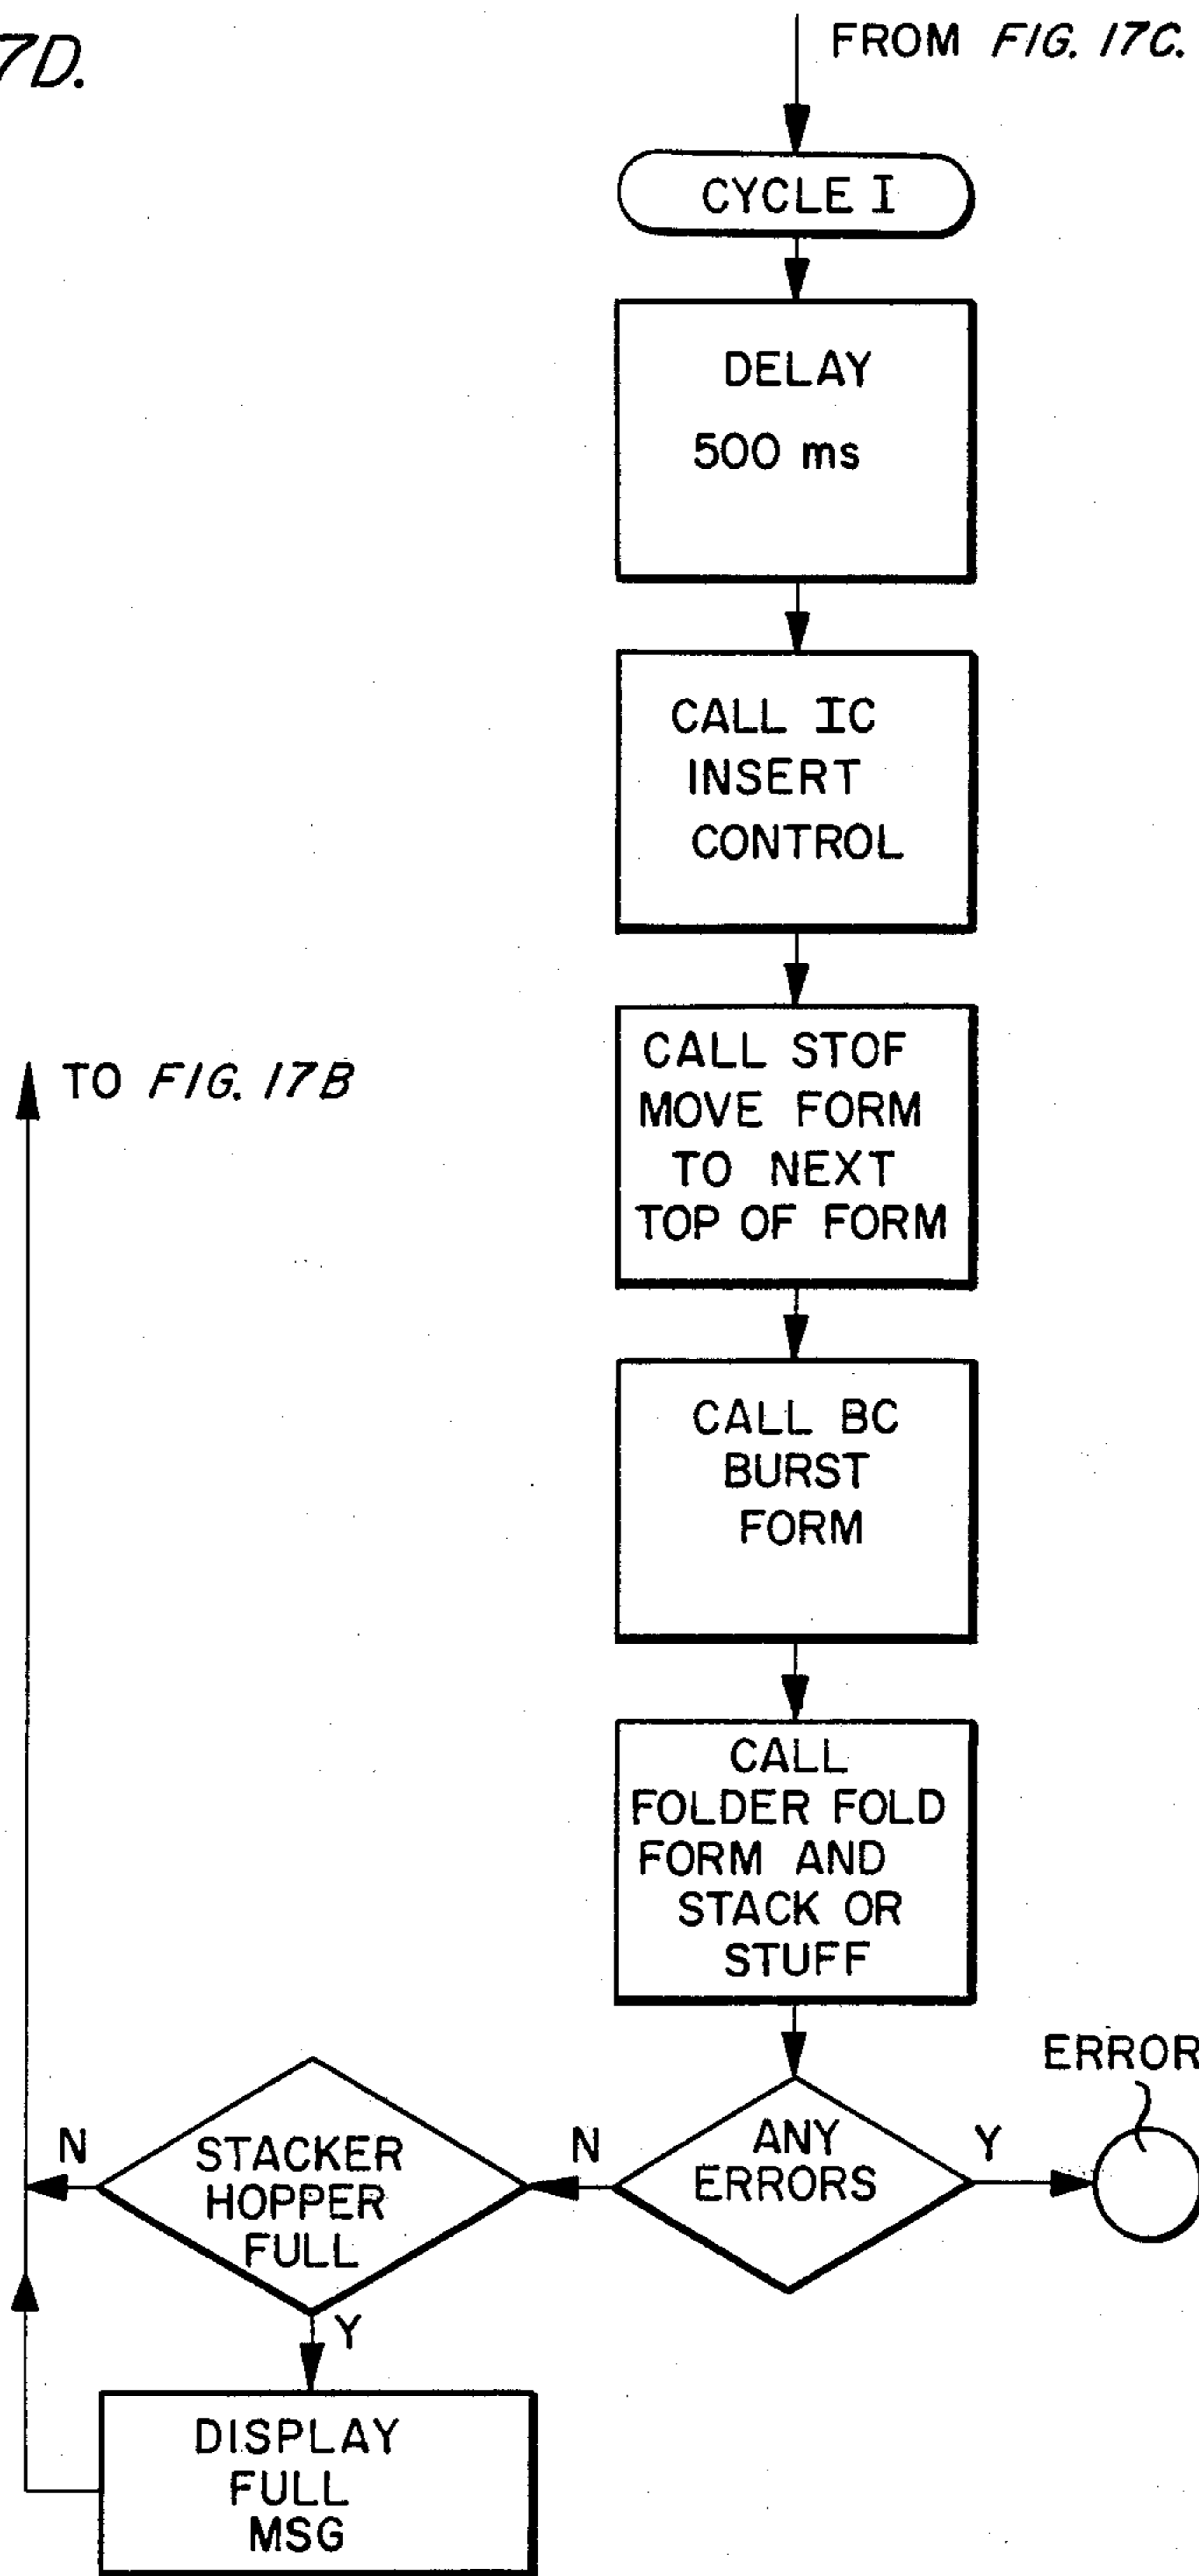 7D.
FROM FIG. 17C.
CYCLE I
DELAY
500 ms
CALL IC
INSERT
CONTROL
TO FIG. 17B
CALL STOF
MOVE FORM
TO NEXT
TOP OF FORM
CALL BC
BURST
FORM
CALL
FOLDER FOLD
FORM AND
STACK OR
STUFF
ERROR
ANY
ERRORS
Y
N
STACKER
HOPPER
FULL
N
Y
DISPLAY
FULL
MSG